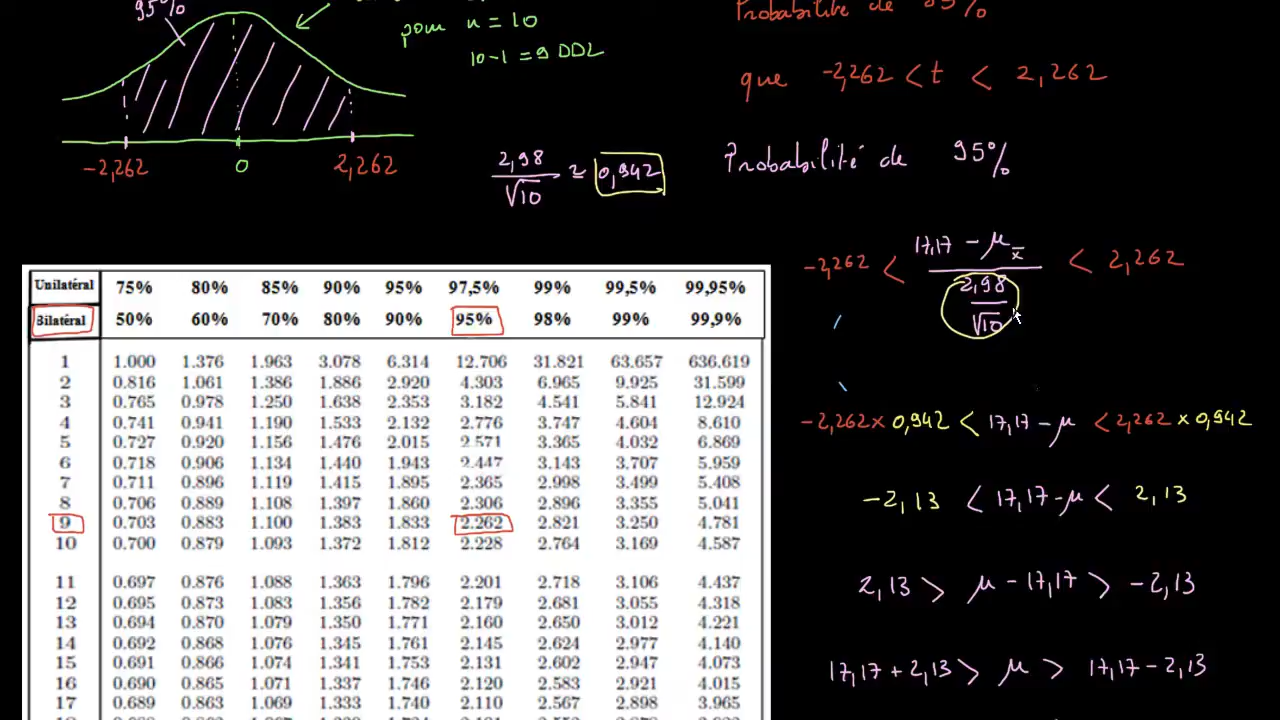 95%
pour n = 10
10-1 = 9 DDL
-2,262 0 2,262
2,98 / √10 ≃ 0,942
Probabilité de 95%
que -2,262 < t < 2,262
Probabilité de 95%
-2,262 < (17,17 - μ_x̄) / (2,98 / √10) < 2,262
-2,262 × 0,942 < 17,17 - μ < 2,262 × 0,942
-2,13 < 17,17 - μ < 2,13
2,13 > μ - 17,17 > -2,13
17,17 + 2,13 > μ > 17,17 - 2,13
Unilatéral 75% 80% 85% 90% 95% 97,5% 99% 99,5% 99,95%
Bilatéral 50% 60% 70% 80% 90% 95% 98% 99% 99,9%
1 1.000 1.376 1.963 3.078 6.314 12.706 31.821 63.657 636.619
2 0.816 1.061 1.386 1.886 2.920 4.303 6.965 9.925 31.599
3 0.765 0.978 1.250 1.638 2.353 3.182 4.541 5.841 12.924
4 0.741 0.941 1.190 1.533 2.132 2.776 3.747 4.604 8.610
5 0.727 0.920 1.156 1.476 2.015 2.571 3.365 4.032 6.869
6 0.718 0.906 1.134 1.440 1.943 2.447 3.143 3.707 5.959
7 0.711 0.896 1.119 1.415 1.895 2.365 2.998 3.499 5.408
8 0.706 0.889 1.108 1.397 1.860 2.306 2.896 3.355 5.041
9 0.703 0.883 1.100 1.383 1.833 2.262 2.821 3.250 4.781
10 0.700 0.879 1.093 1.372 1.812 2.228 2.764 3.169 4.587
11 0.697 0.876 1.088 1.363 1.796 2.201 2.718 3.106 4.437
12 0.695 0.873 1.083 1.356 1.782 2.179 2.681 3.055 4.318
13 0.694 0.870 1.079 1.350 1.771 2.160 2.650 3.012 4.221
14 0.692 0.868 1.076 1.345 1.761 2.145 2.624 2.977 4.140
15 0.691 0.866 1.074 1.341 1.753 2.131 2.602 2.947 4.073
16 0.690 0.865 1.071 1.337 1.746 2.120 2.583 2.921 4.015
17 0.689 0.863 1.069 1.333 1.740 2.110 2.567 2.898 3.965